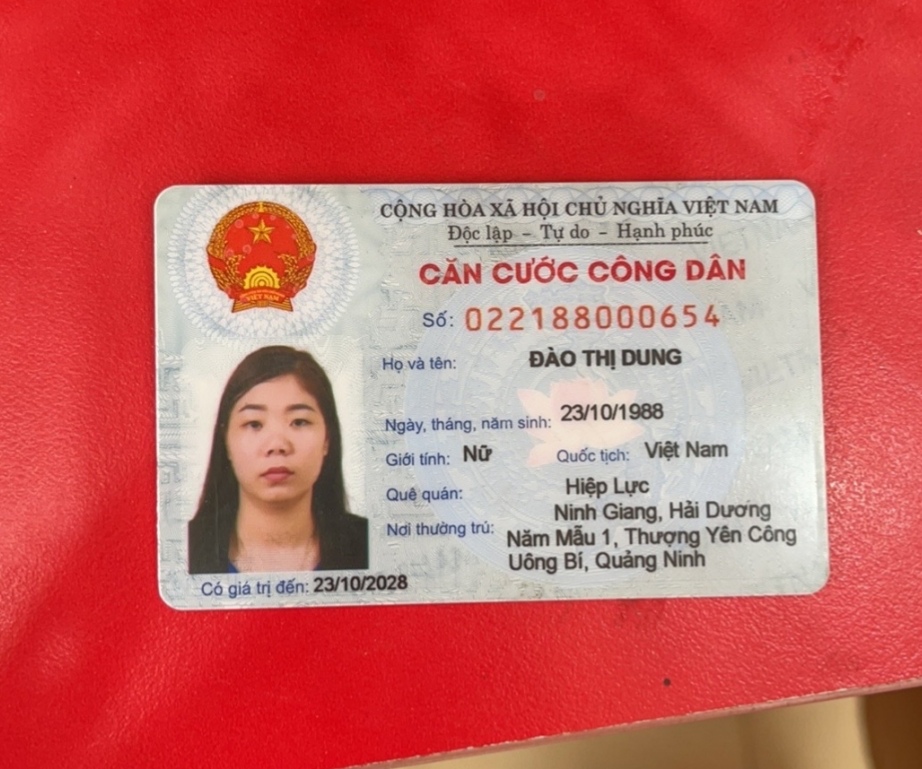 CỘNG HÒA XÃ HỘI CHỦ NGHĨA VIỆT NAM
Độc lập - Tự do - Hạnh phúc
CĂN CƯỚC CÔNG DÂN
Số: 022188000654
Họ và tên: ĐÀO THỊ DUNG
Ngày, tháng, năm sinh: 23/10/1988
Giới tính: Nữ Quốc tịch: Việt Nam
Quê quán: Hiệp Lực
Ninh Giang, Hải Dương
Nơi thường trú: Năm Mẫu 1, Thượng Yên Công
Uông Bí, Quảng Ninh
Có giá trị đến: 23/10/2028
VIỆT NAM